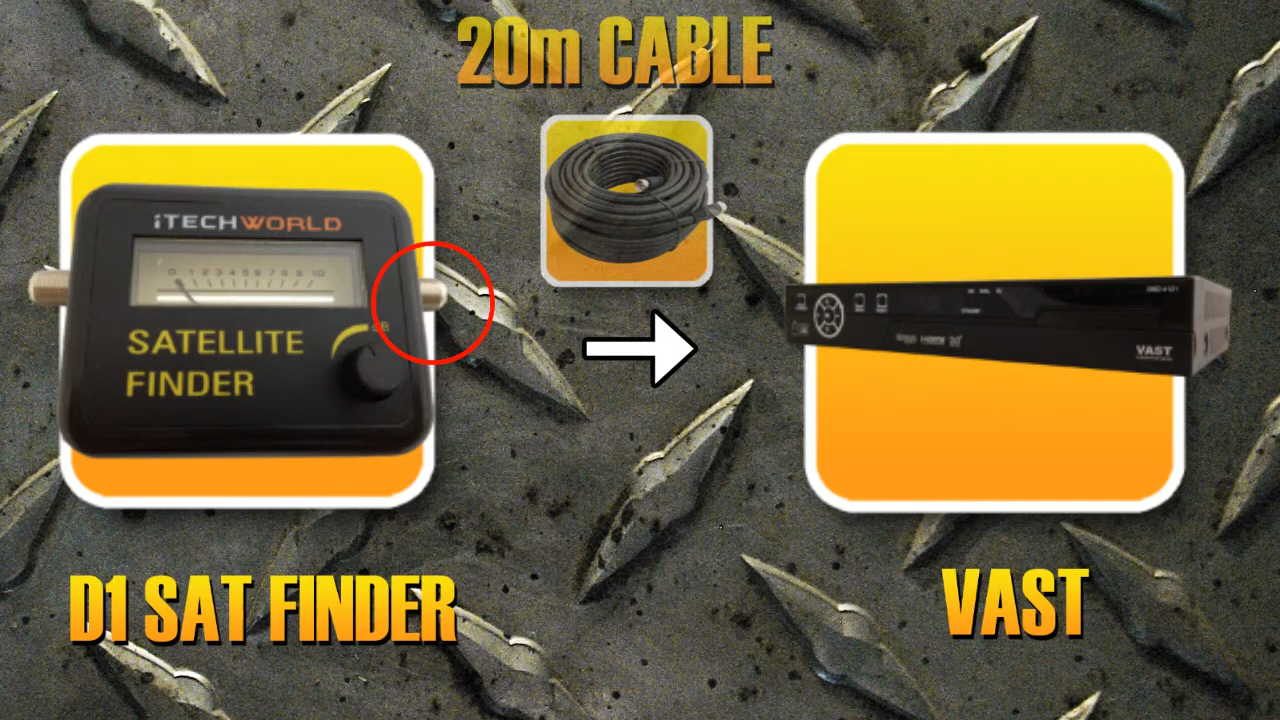 20m CABLE
iTECHWORLD
0 1 2 3 4 5 6 7 8 9 10
SATELLITE
FINDER
dB
VAST
D1 SAT FINDER
VAST